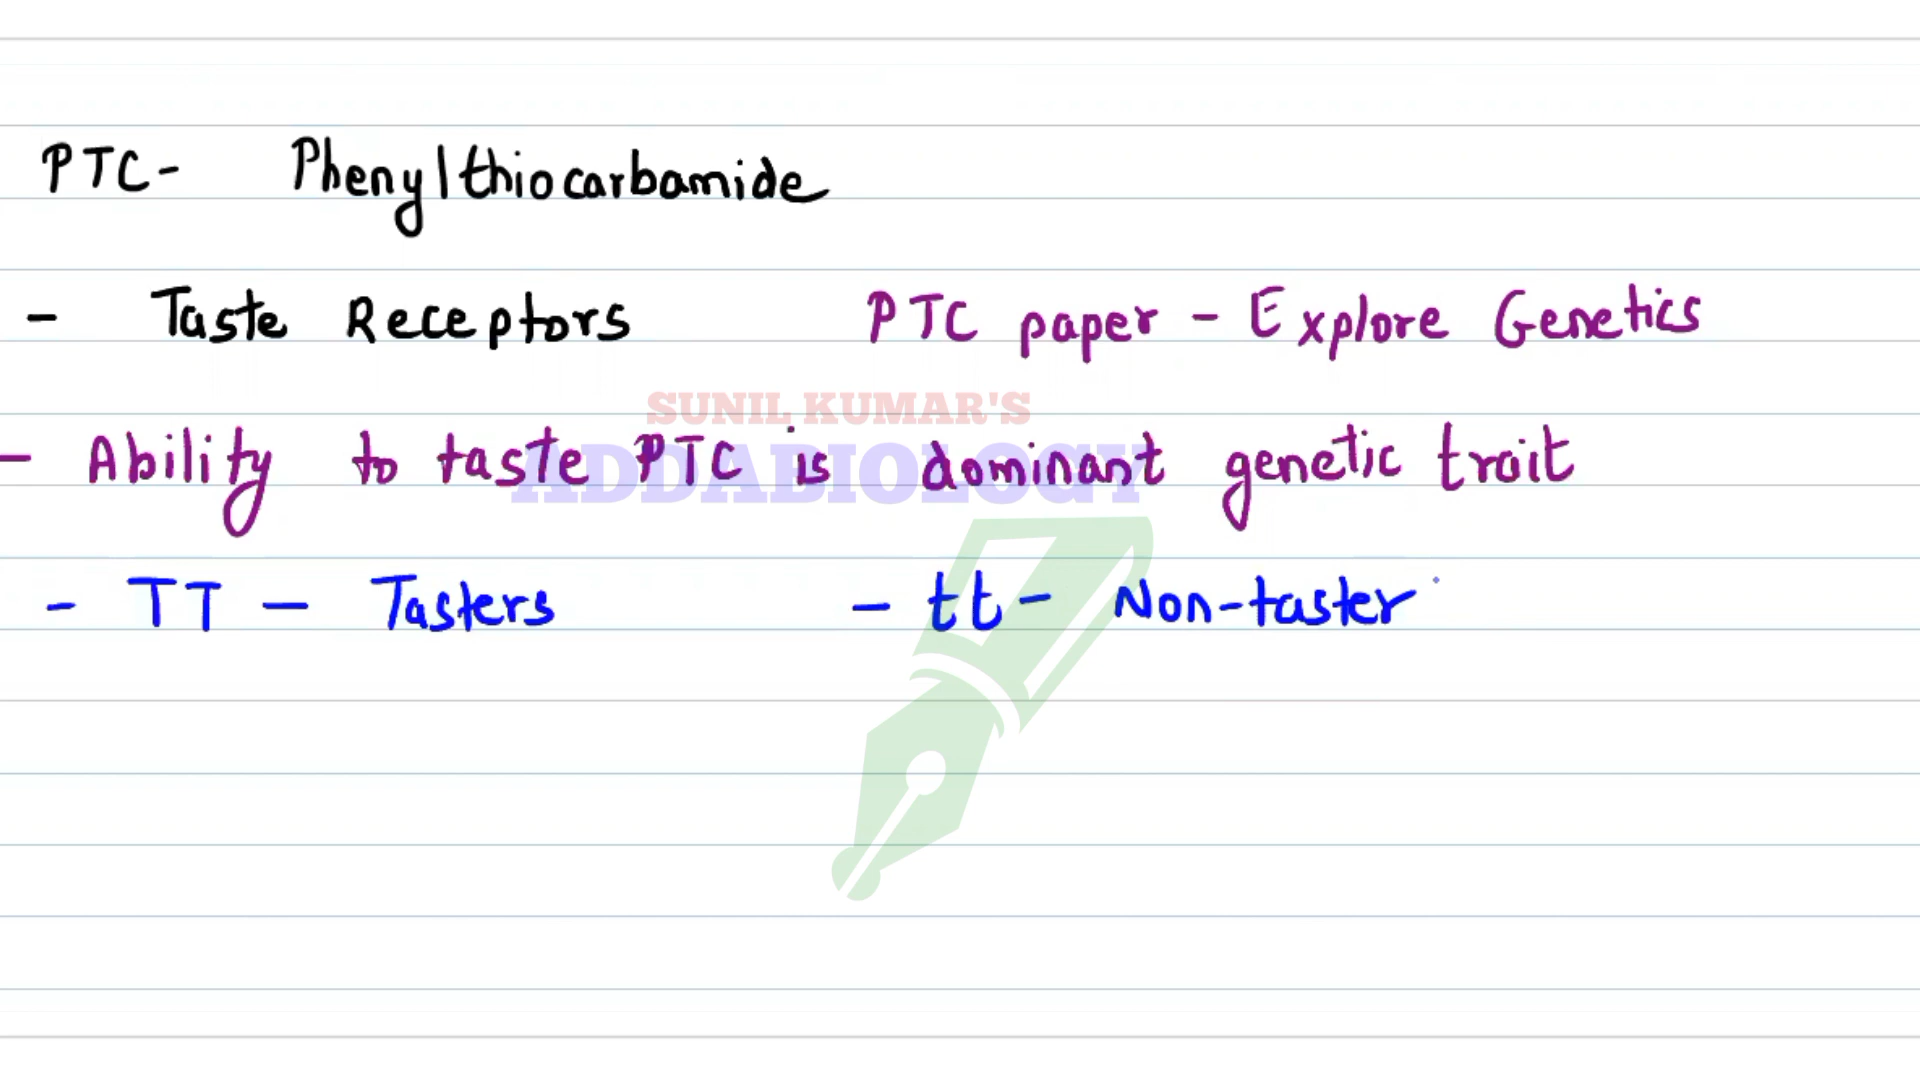 PTC- Phenylthiocarbamide
- Taste Receptors PTC paper - Explore Genetics
SUNIL KUMAR'S
ADDABIOLOGY
- Ability to taste PTC is dominant genetic trait
- TT - Tasters - tt - Non-taster